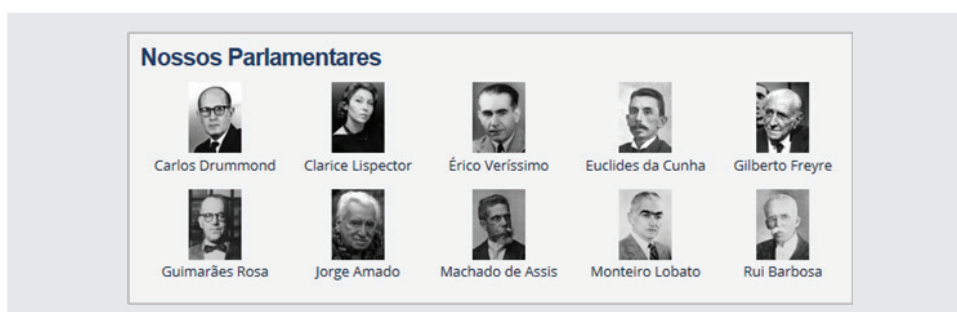 Nossos Parlamentares
Carlos Drummond Clarice Lispector Érico Veríssimo Euclides da Cunha Gilberto Freyre
Guimarães Rosa Jorge Amado Machado de Assis Monteiro Lobato Rui Barbosa